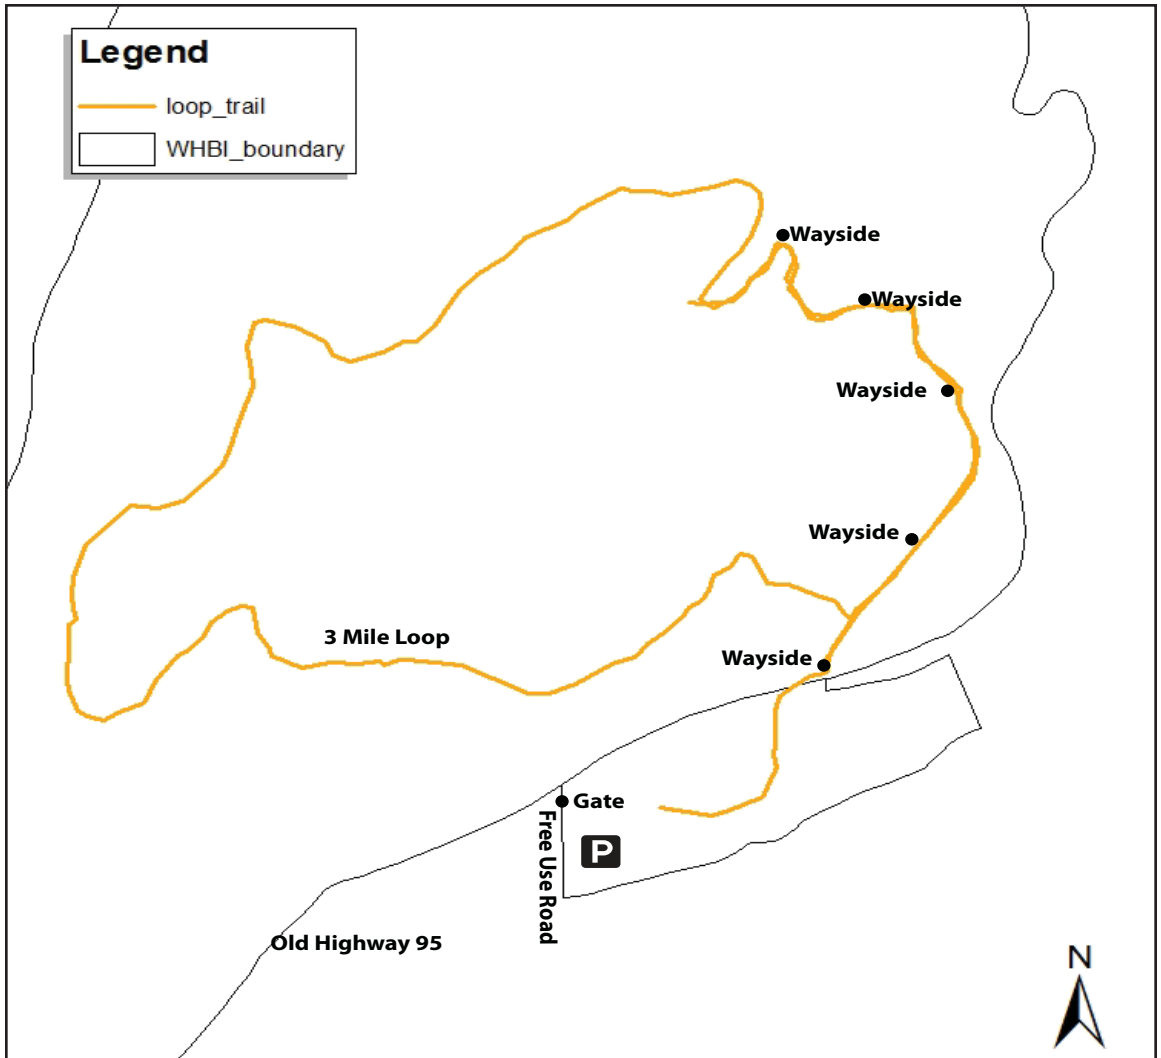 Legend
loop_trail
WHBI_boundary
Wayside
Wayside
Wayside
Wayside
3 Mile Loop
Wayside
Gate
Free Use Road
P
Old Highway 95
N